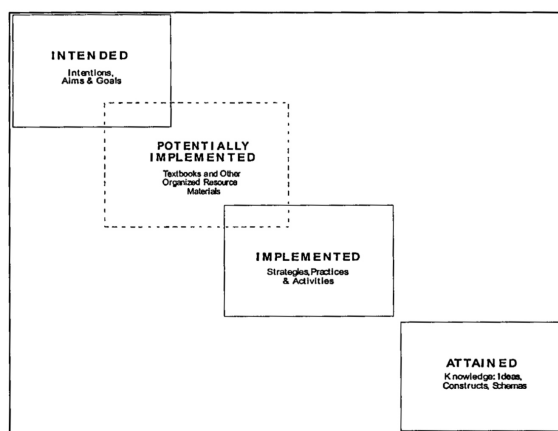 INTENDED
Intentions,
Aims & Goals
POTENTIALLY
IMPLEMENTED
Textbooks and Other
Organized Resource
Materials
IMPLEMENTED
Strategies, Practices
& Activities
ATTAINED
Knowledge: Ideas,
Constructs, Schemas